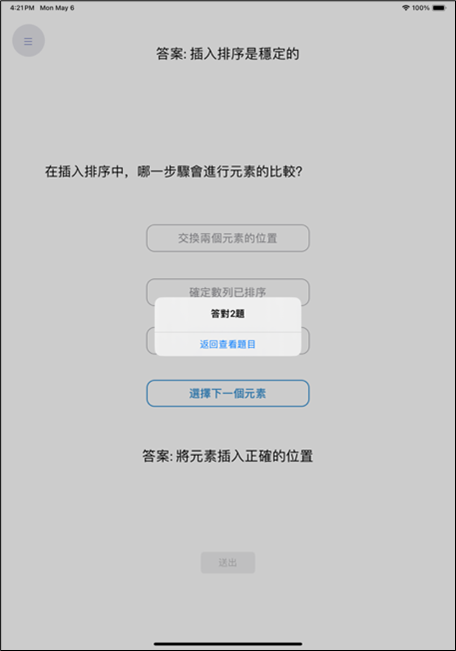 4:21PM Mon May 6
100%
答案: 插入排序是穩定的
在插入排序中，哪一步驟會進行元素的比較?
交換兩個元素的位置
確定數列已排序
答對2題
返回查看題目
選擇下一個元素
答案: 將元素插入正確的位置
送出